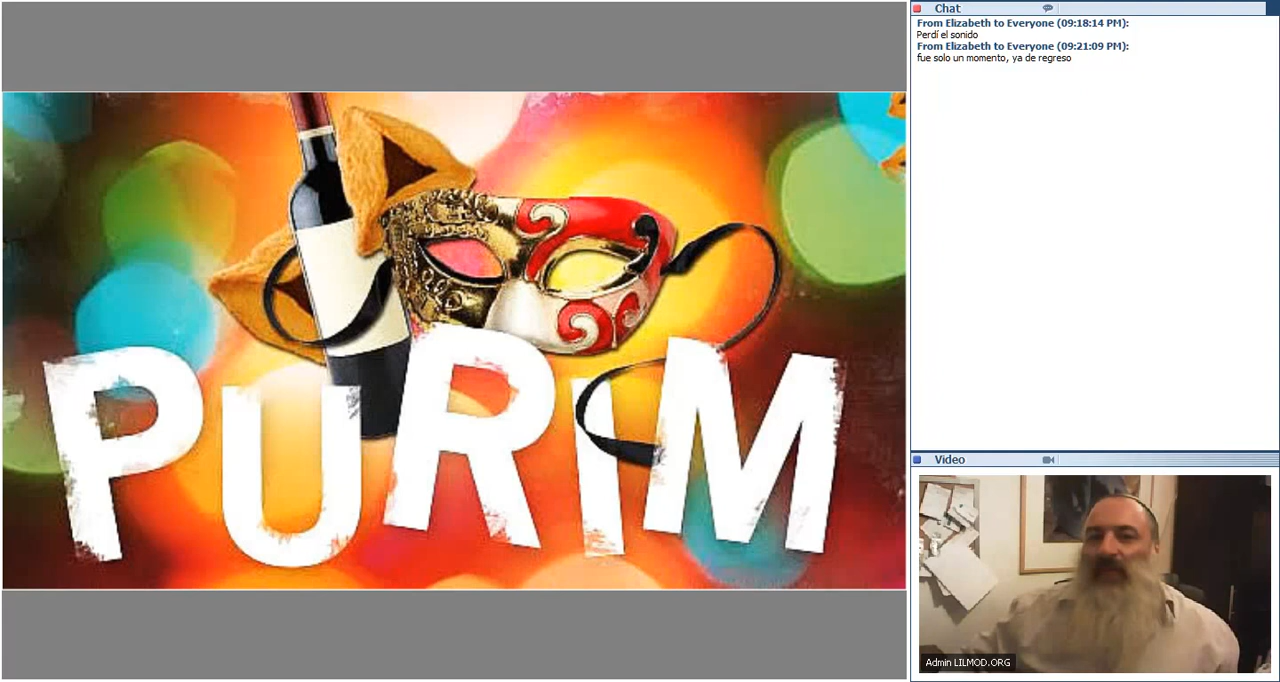 PURIM
Chat
From Elizabeth to Everyone (09:18:14 PM):
Perdí el sonido
From Elizabeth to Everyone (09:21:09 PM):
fue solo un momento, ya de regreso
Video
Admin LILMOD.ORG